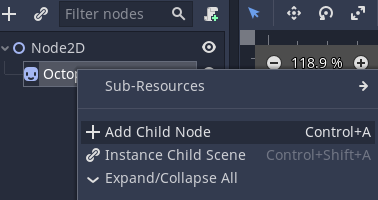 Filter nodes
Node2D
118.9 %
Octop
Sub-Resources
Add Child Node Control+A
Instance Child Scene Control+Shift+A
Expand/Collapse All